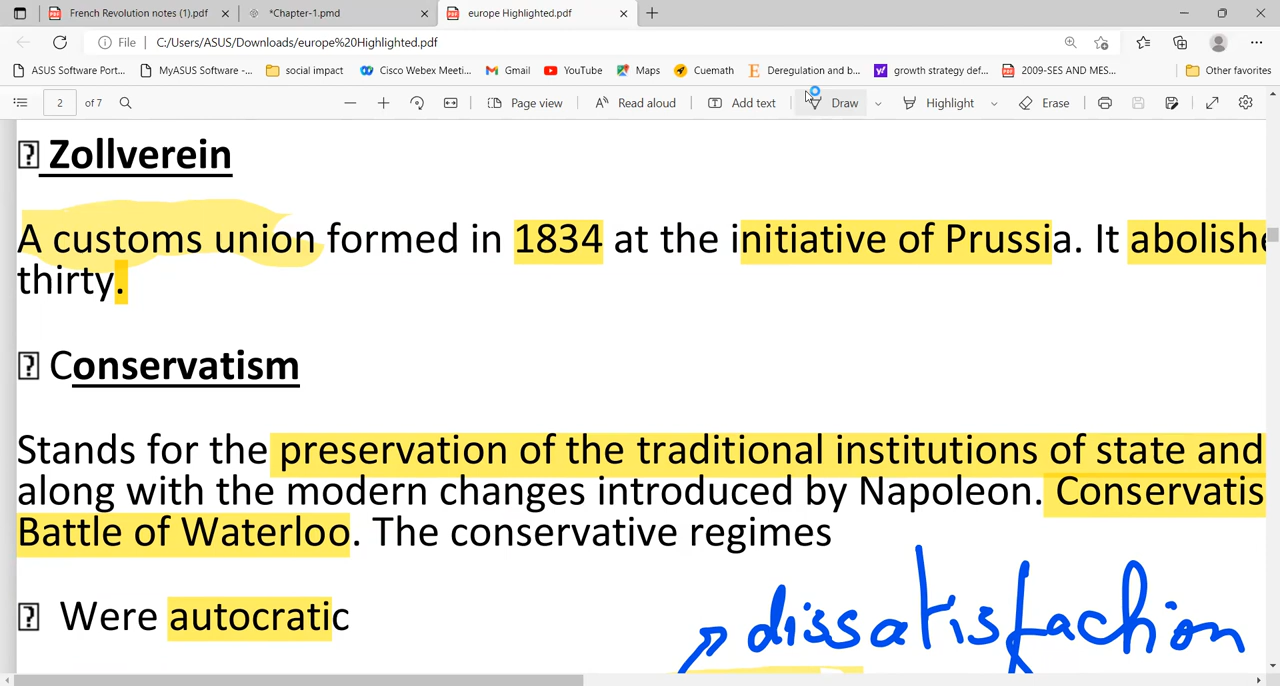 French Revolution notes (1).pdf
*Chapter-1.pmd
europe Highlighted.pdf
File C:/Users/ASUS/Downloads/europe%20Highlighted.pdf
ASUS Software Port... MyASUS Software -... social impact Cisco Webex Meeti... Gmail YouTube Maps Cuemath Deregulation and b... growth strategy def... 2009-SES AND MES... Other favorites
2 of 7 Page view Read aloud Add text Draw Highlight Erase
Zollverein
A customs union formed in 1834 at the initiative of Prussia. It abolishe
thirty.
Conservatism
Stands for the preservation of the traditional institutions of state and
along with the modern changes introduced by Napoleon. Conservatis
Battle of Waterloo. The conservative regimes
Were autocratic
dissatisfaction